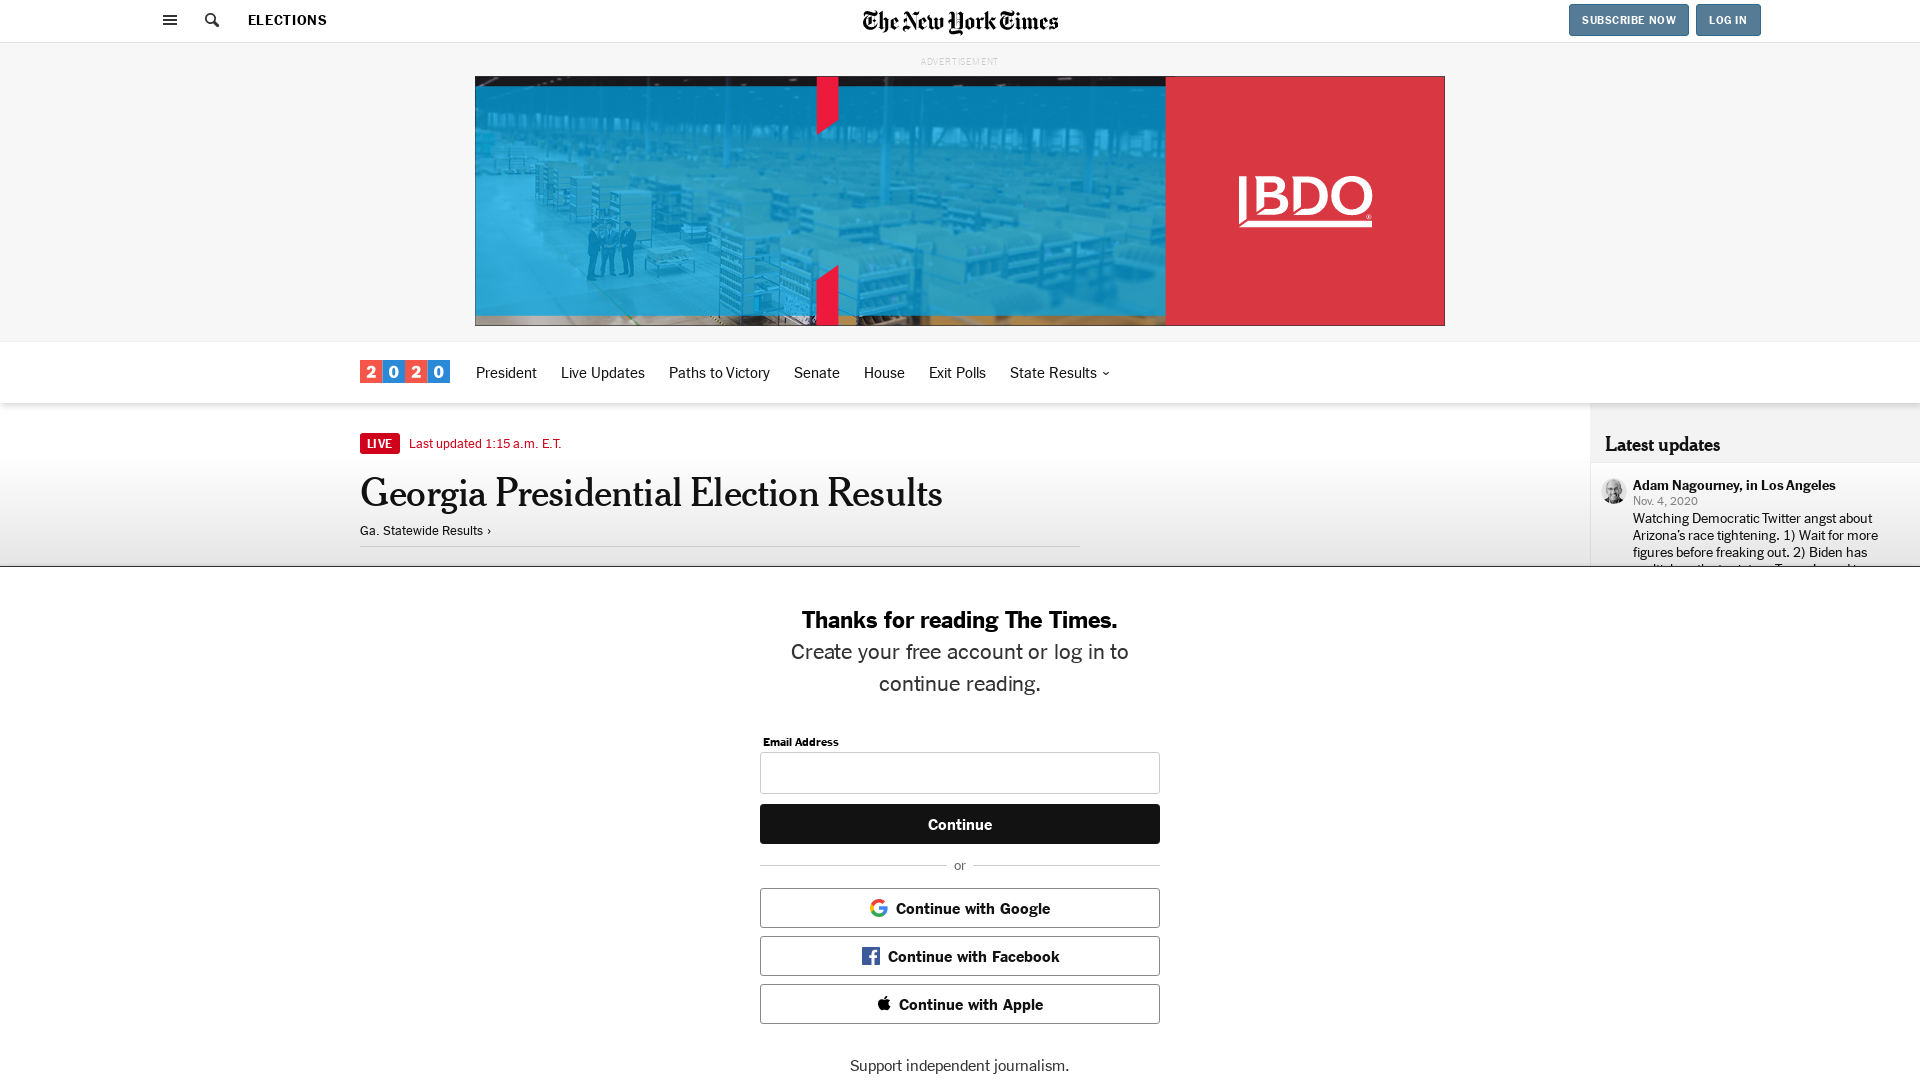 ELECTIONS
The New York Times
SUBSCRIBE NOW
LOG IN
ADVERTISEMENT
BDO
2020
President
Live Updates
Paths to Victory
Senate
House
Exit Polls
State Results
LIVE
Last updated 1:15 a.m. E.T.
Georgia Presidential Election Results
Ga. Statewide Results ›
Latest updates
Adam Nagourney, in Los Angeles
Nov. 4, 2020
Watching Democratic Twitter angst about
Arizona's race tightening. 1) Wait for more
figures before freaking out. 2) Biden has
Thanks for reading The Times.
Create your free account or log in to
continue reading.
Email Address
Continue
or
Continue with Google
Continue with Facebook
Continue with Apple
Support independent journalism.